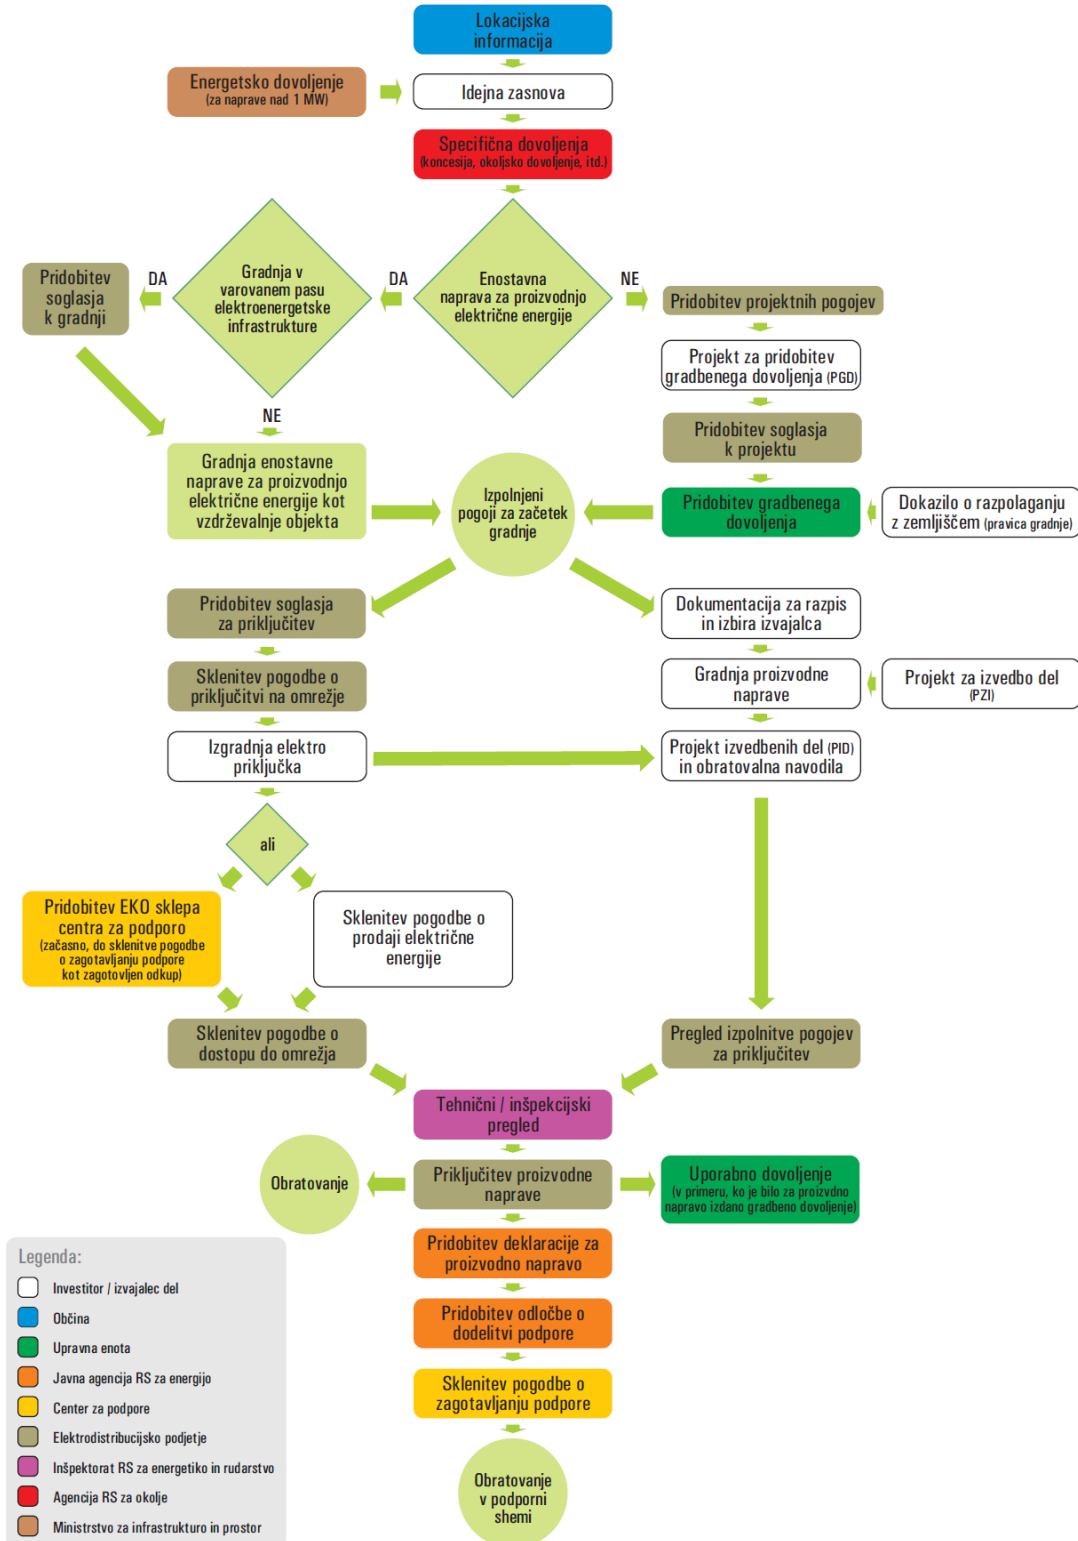 Lokacijska
informacija
Energetsko dovoljenje
(za naprave nad 1 MW)
Idejna zasnova
Specifična dovoljenja
(koncesija, okoljsko dovoljenje, itd.)
Pridobitev
soglasja
k gradnji
DA
Gradnja v
varovanem pasu
elektroenergetske
infrastrukture
DA
Enostavna
naprava za proizvodnjo
električne energije
NE
Pridobitev projektnih pogojev
Projekt za pridobitev
gradbenega dovoljenja (PGD)
NE
Pridobitev soglasja
k projektu
Gradnja enostavne
naprave za proizvodnjo
električne energije kot
vzdrževalnje objekta
Izpolnjeni
pogoji za začetek
gradnje
Pridobitev gradbenega
dovoljenja
Dokazilo o razpolaganju
z zemljiščem (pravica gradnje)
Pridobitev soglasja
za priključitev
Dokumentacija za razpis
in izbira izvajalca
Sklenitev pogodbe o
priključitvi na omrežje
Gradnja proizvodne
naprave
Projekt za izvedbo del
(PZI)
Izgradnja elektro
priključka
Projekt izvedbenih del (PID)
in obratovalna navodila
ali
Pridobitev EKO sklepa
centra za podporo
(začasno, do sklenitve pogodbe
o zagotavljanju podpore
kot zagotovljen odkup)
Sklenitev pogodbe o
prodaji električne
energije
Sklenitev pogodbe o
dostopu do omrežja
Pregled izpolnitve pogojev
za priključitev
Tehnični / inšpekcijski
pregled
Obratovanje
Priključitev proizvodne
naprave
Uporabno dovoljenje
(v primeru, ko je bilo za proizvdno
napravo izdano gradbeno dovoljenje)
Pridobitev deklaracije za
proizvodno napravo
Pridobitev odločbe o
dodelitvi podpore
Sklenitev pogodbe o
zagotavljanju podpore
Obratovanje
v podporni
shemi
Legenda:
Investitor / izvajalec del
Občina
Upravna enota
Javna agencija RS za energijo
Center za podpore
Elektrodistribucijsko podjetje
Inšpektorat RS za energetiko in rudarstvo
Agencija RS za okolje
Ministrstvo za infrastrukturo in prostor